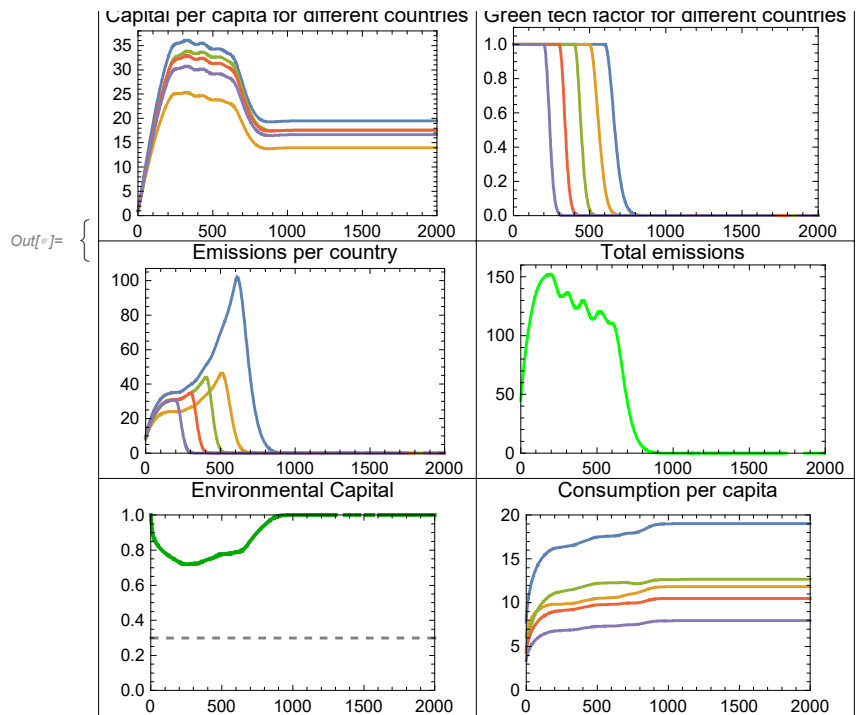 Capital per capita for different countries
35
30
25
20
15
10
5
0
0 500 1000 1500 2000
Green tech factor for different countries
1.0
0.8
0.6
0.4
0.2
0.0
0 500 1000 1500 2000
Out[•]=
Emissions per country
100
80
60
40
20
0
0 500 1000 1500 2000
Total emissions
150
100
50
0
0 500 1000 1500 2000
Environmental Capital
1.0
0.8
0.6
0.4
0.2
0.0
0 500 1000 1500 2000
Consumption per capita
20
15
10
5
0
0 500 1000 1500 2000